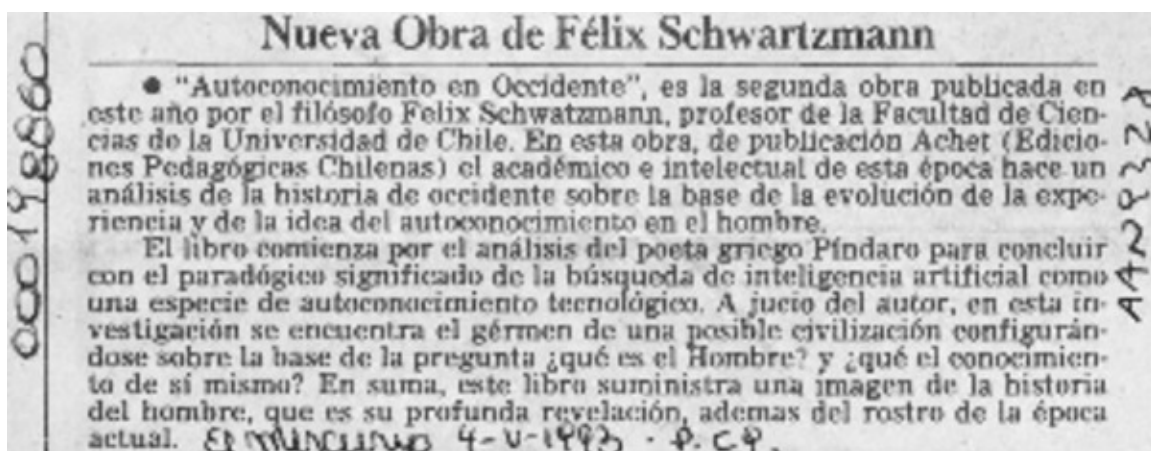 Nueva Obra de Félix Schwartzmann
● "Autoconocimiento en Occidente", es la segunda obra publicada en
este año por el filósofo Felix Schwatzmann, profesor de la Facultad de Cien-
cias de la Universidad de Chile. En esta obra, de publicación Achet (Edicio-
nes Pedagógicas Chilenas) el académico e intelectual de esta época hace un
análisis de la historia de occidente sobre la base de la evolución de la expe-
riencia y de la idea del autoconocimiento en el hombre.
El libro comienza por el análisis del poeta griego Píndaro para concluir
con el paradógico significado de la búsqueda de inteligencia artificial como
una especie de autoconocimiento tecnológico. A jucio del autor, en esta in-
vestigación se encuentra el gérmen de una posible civilización configurán-
dose sobre la base de la pregunta ¿qué es el Hombre? y ¿qué el conocimien-
to de sí mismo? En suma, este libro suministra una imagen de la historia
del hombre, que es su profunda revelación, ademas del rostro de la época
actual. El Mercurio 4-V-1993 . P. C9.
000198860